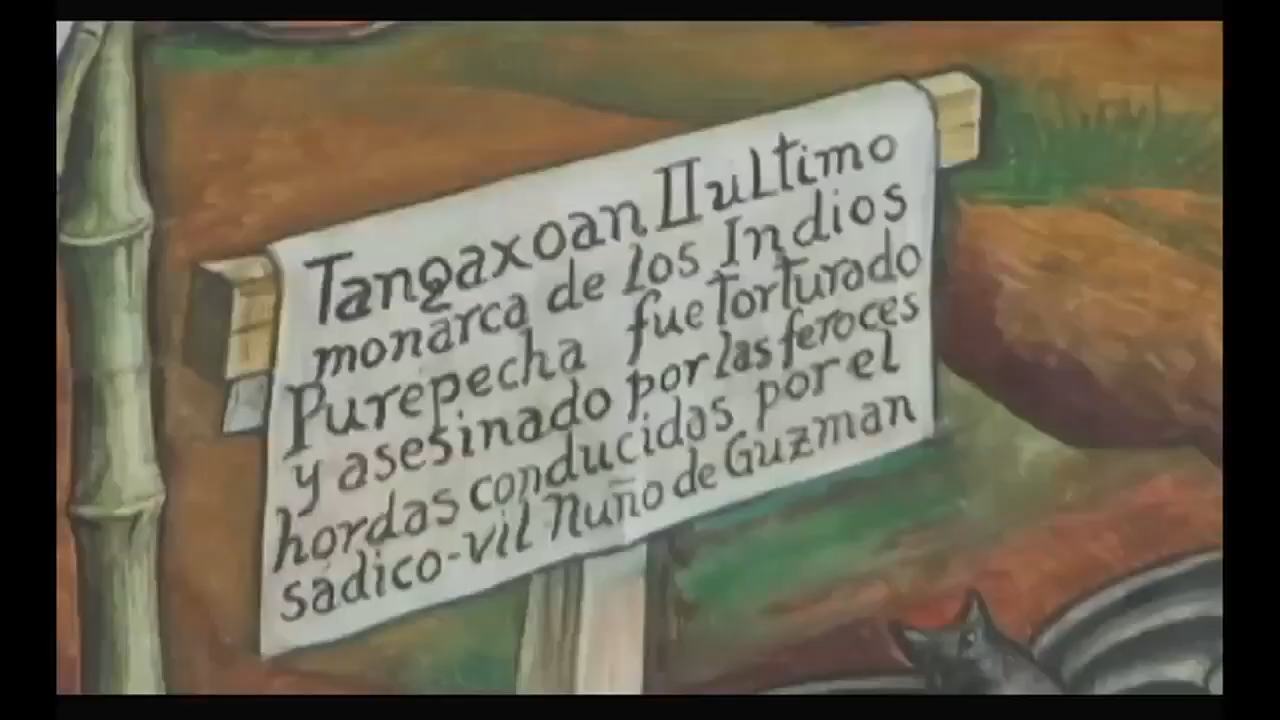 Tangaxoan II ultimo
monarca de los Indios
Purepecha fue torturado
y asesinado por las feroces
hordas conducidas por el
sádico-vil Nuño de Guzman